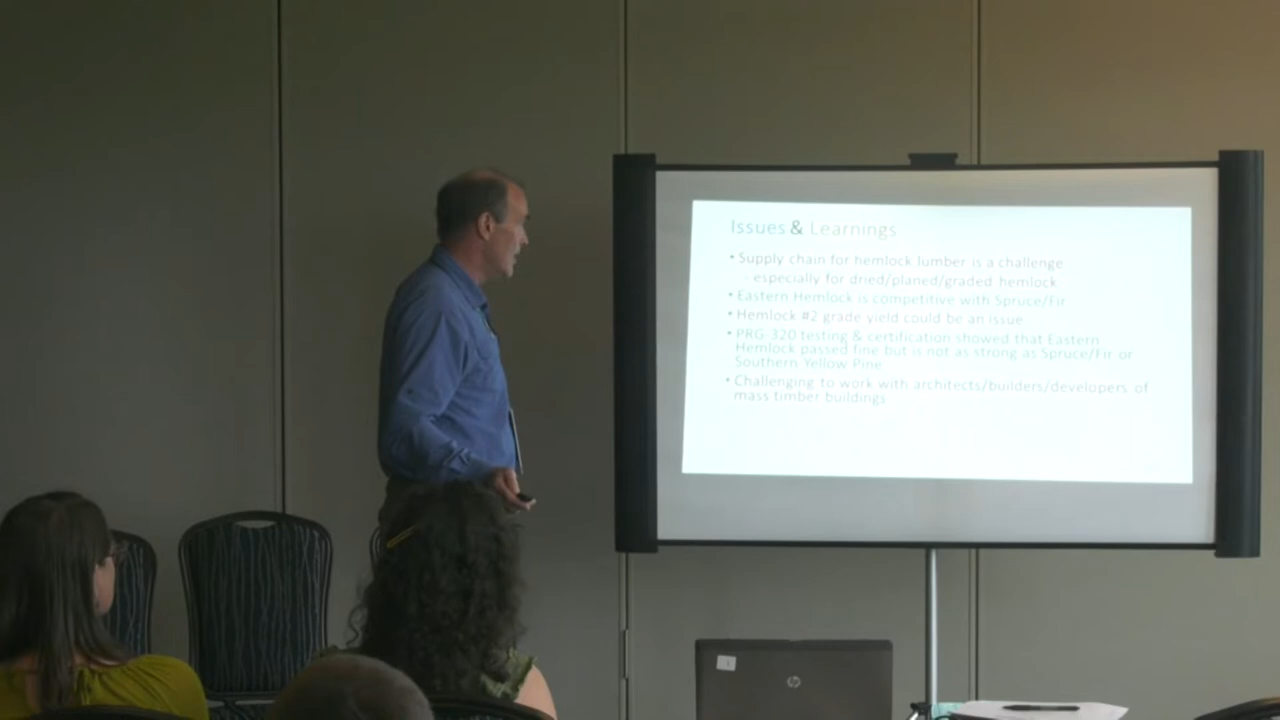 Issues & Learnings
• Supply chain for hemlock lumber is a challenge
- especially for dried/planed/graded hemlock
• Eastern Hemlock is competitive with Spruce/Fir
• Hemlock #2 grade yield could be an issue
• PRG-320 testing & certification showed that Eastern
Hemlock passed fine but is not as strong as Spruce/Fir or
Southern Yellow Pine
• Challenging to work with architects/builders/developers of
mass timber buildings
hp